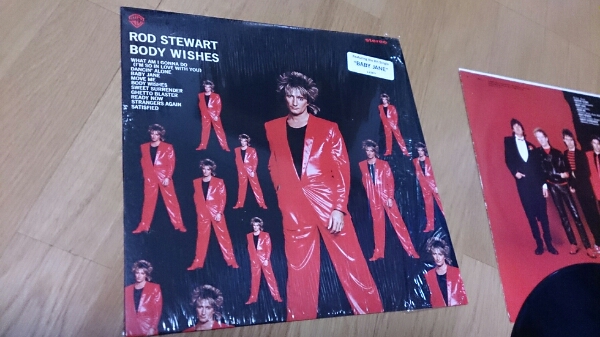 ROD STEWART
BODY WISHES
WHAT AM I GONNA DO
(I'M SO IN LOVE WITH YOU)
DANCIN' ALONE
BABY JANE
MOVE ME
BODY WISHES
SWEET SURRENDER
GHETTO BLASTER
READY NOW
STRANGERS AGAIN
SATISFIED
stereo
"BABY JANE"